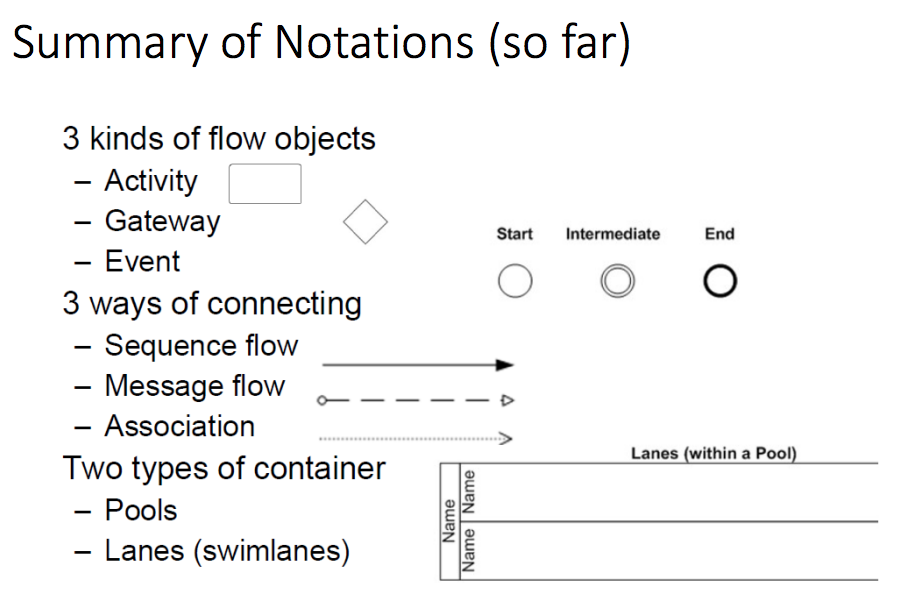 Summary of Notations (so far)
3 kinds of flow objects
– Activity
– Gateway
– Event
Start Intermediate End
3 ways of connecting
– Sequence flow
– Message flow
– Association
Two types of container
– Pools
– Lanes (swimlanes)
Lanes (within a Pool)
Name
Name
Name